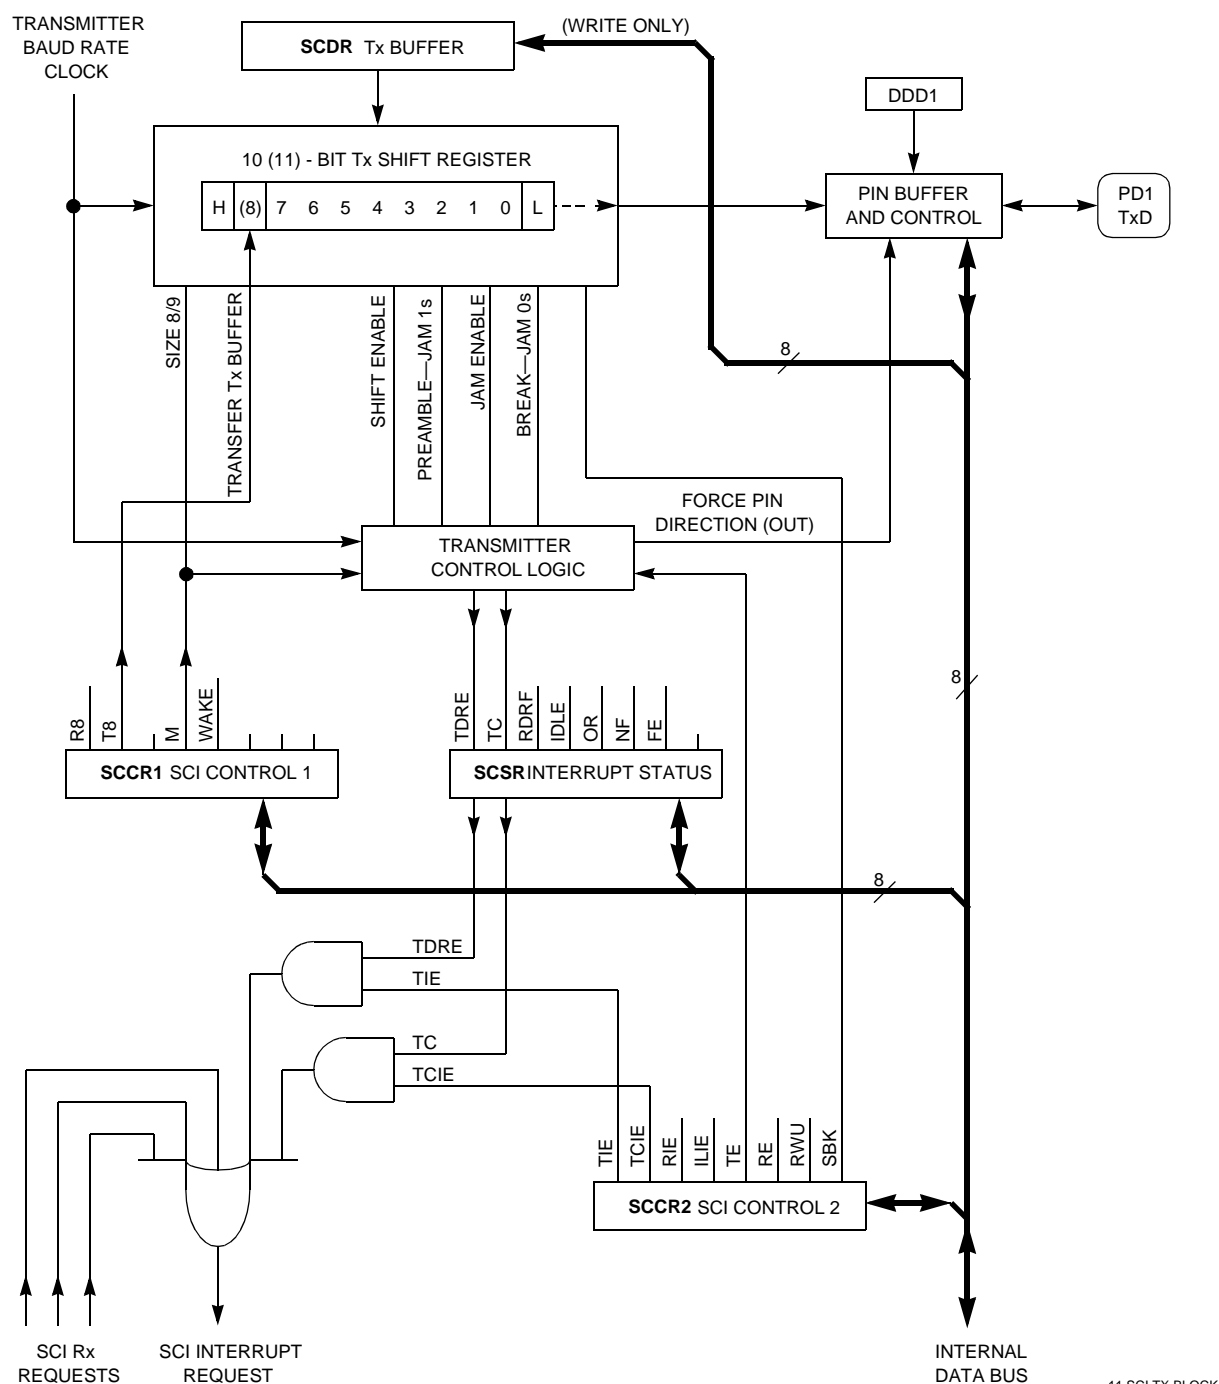 TRANSMITTER
BAUD RATE
CLOCK
SCDR Tx BUFFER
(WRITE ONLY)
DDD1
10 (11) - BIT Tx SHIFT REGISTER
H (8) 7 6 5 4 3 2 1 0 L
PIN BUFFER
AND CONTROL
PD1
TxD
SIZE 8/9
TRANSFER Tx BUFFER
SHIFT ENABLE
PREAMBLE—JAM 1s
JAM ENABLE
BREAK—JAM 0s
8
FORCE PIN
DIRECTION (OUT)
TRANSMITTER
CONTROL LOGIC
8
R8
T8
M
WAKE
TDRE
TC
RDRF
IDLE
OR
NF
FE
SCCR1 SCI CONTROL 1
SCSR INTERRUPT STATUS
8
TDRE
TIE
TC
TCIE
TIE
TCIE
RIE
ILIE
TE
RE
RWU
SBK
SCCR2 SCI CONTROL 2
SCI Rx
REQUESTS
SCI INTERRUPT
REQUEST
INTERNAL
DATA BUS
11 SCI TX BLOCK